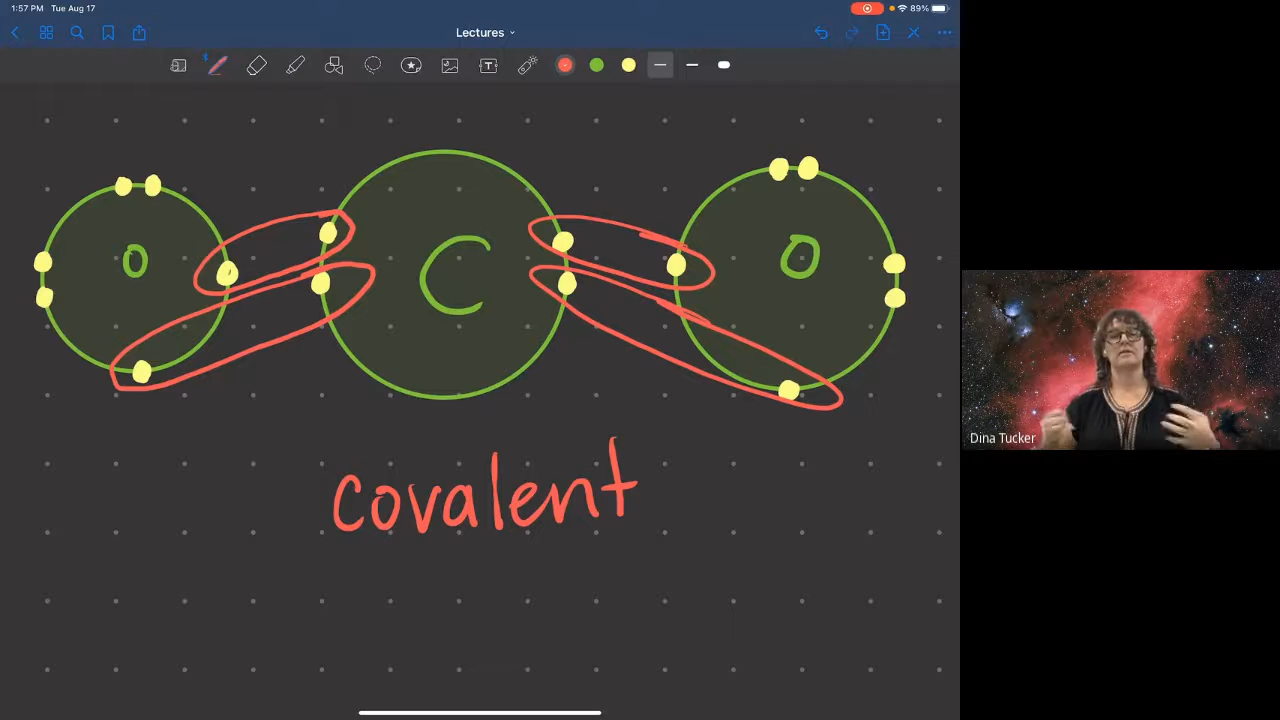 1:57 PM Tue Aug 17
89%
Lectures
T
O
C
O
covalent
Dina Tucker